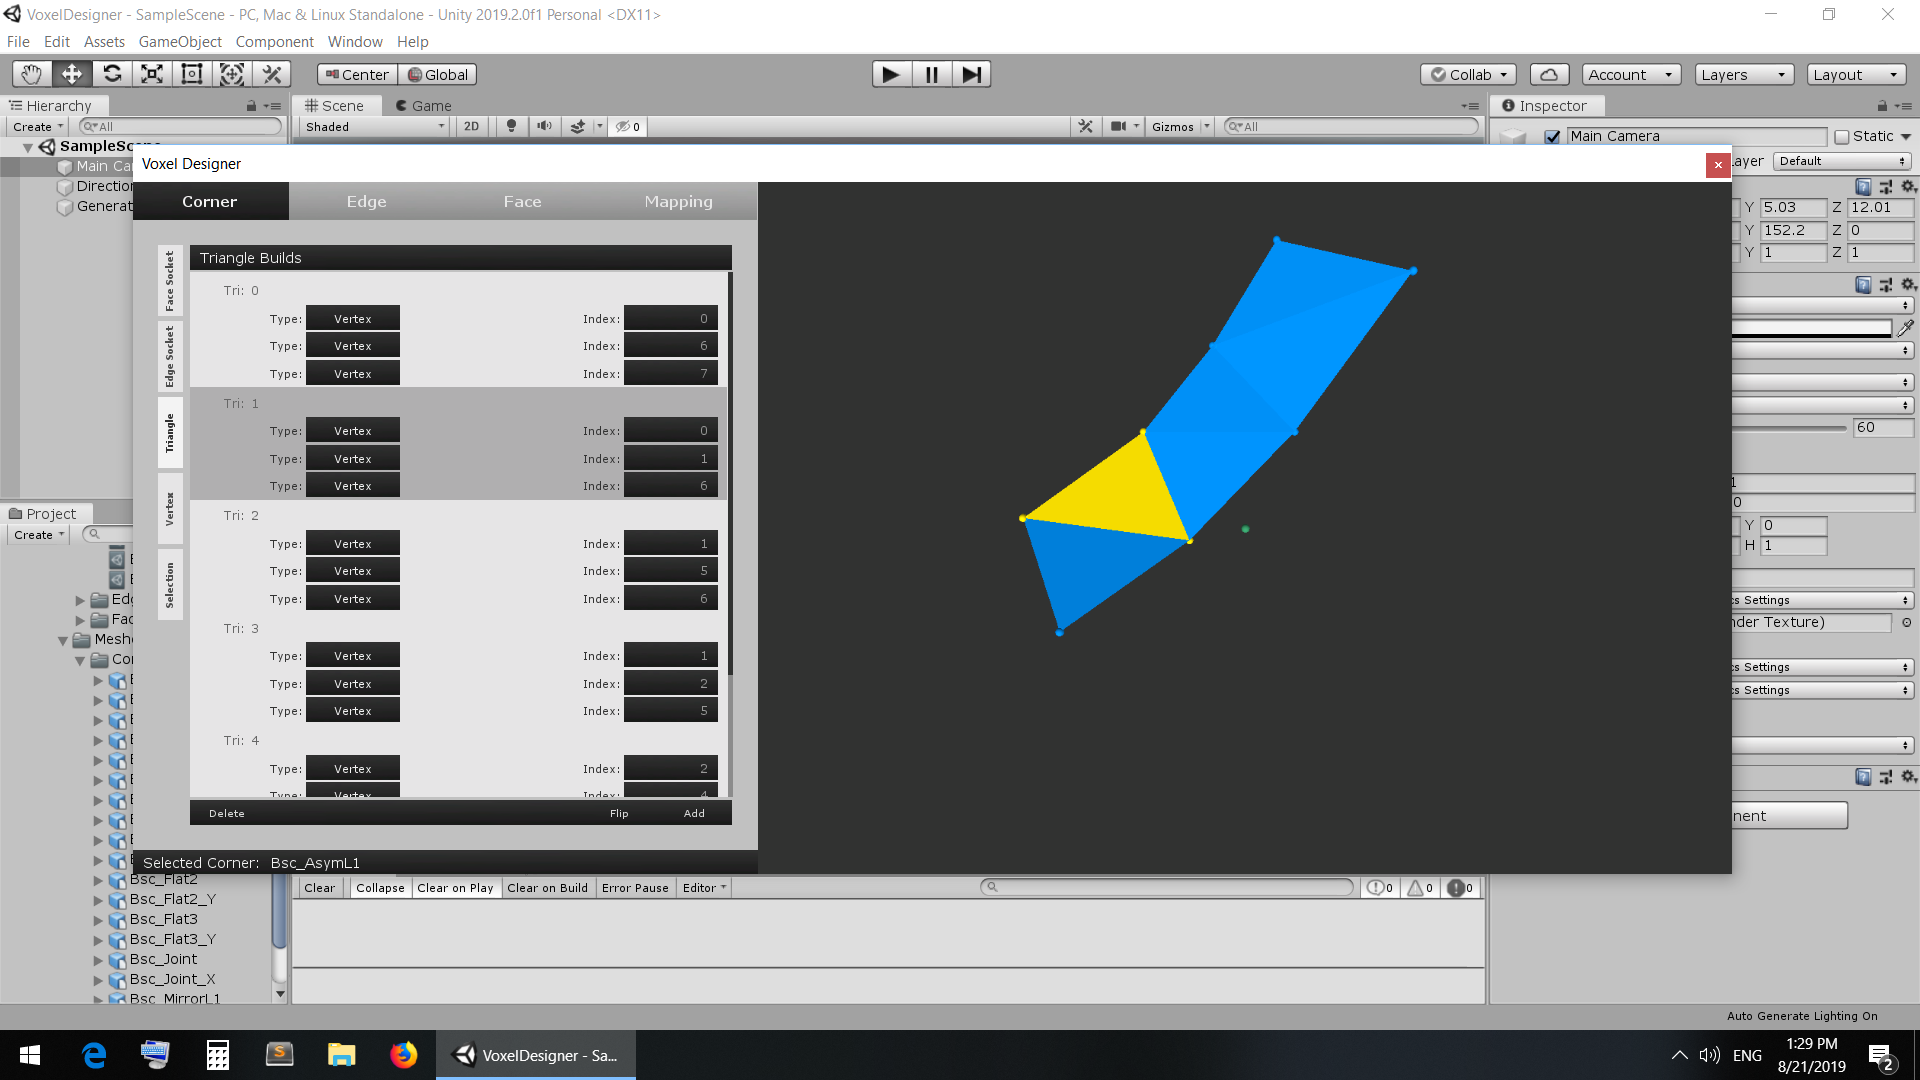 VoxelDesigner - SampleScene - PC, Mac & Linux Standalone - Unity 2019.2.0f1 Personal <DX11>
File Edit Assets GameObject Component Window Help
Center Global Collab Account Layers Layout
Hierarchy Scene Game Inspector
Create All Shaded 2D 0 Gizmos All Main Camera Static
SampleScene
Main Ca
Layer Default
Direction
Generat
Voxel Designer
Corner Edge Face Mapping
Face Socket
Edge Socket
Triangle
Vertex
Selection
Triangle Builds
Tri: 0
Type: Vertex Index: 0
Type: Vertex Index: 6
Type: Vertex Index: 7
Tri: 1
Type: Vertex Index: 0
Type: Vertex Index: 1
Type: Vertex Index: 6
Tri: 2
Type: Vertex Index: 1
Type: Vertex Index: 5
Type: Vertex Index: 6
Tri: 3
Type: Vertex Index: 1
Type: Vertex Index: 2
Type: Vertex Index: 5
Tri: 4
Type: Vertex Index: 2
Type: Vertex Index: 4
Delete Flip Add
Selected Corner: Bsc_AsymL1
Y 5.03 Z 12.01
Y 152.2 Z 0
Y 1 Z 1
60
1
0
Y 0
H 1
cs Settings
der Texture)
cs Settings
cs Settings
nent
Project
Create
Edg
Fac
Meshe
Cor
Bsc_Flat2
Bsc_Flat2_Y
Bsc_Flat3
Bsc_Flat3_Y
Bsc_Joint
Bsc_Joint_X
Bsc_MirrorL1
Clear Collapse Clear on Play Clear on Build Error Pause Editor 0 0 0
Auto Generate Lighting On
VoxelDesigner - Sa...
ENG
1:29 PM
8/21/2019
2